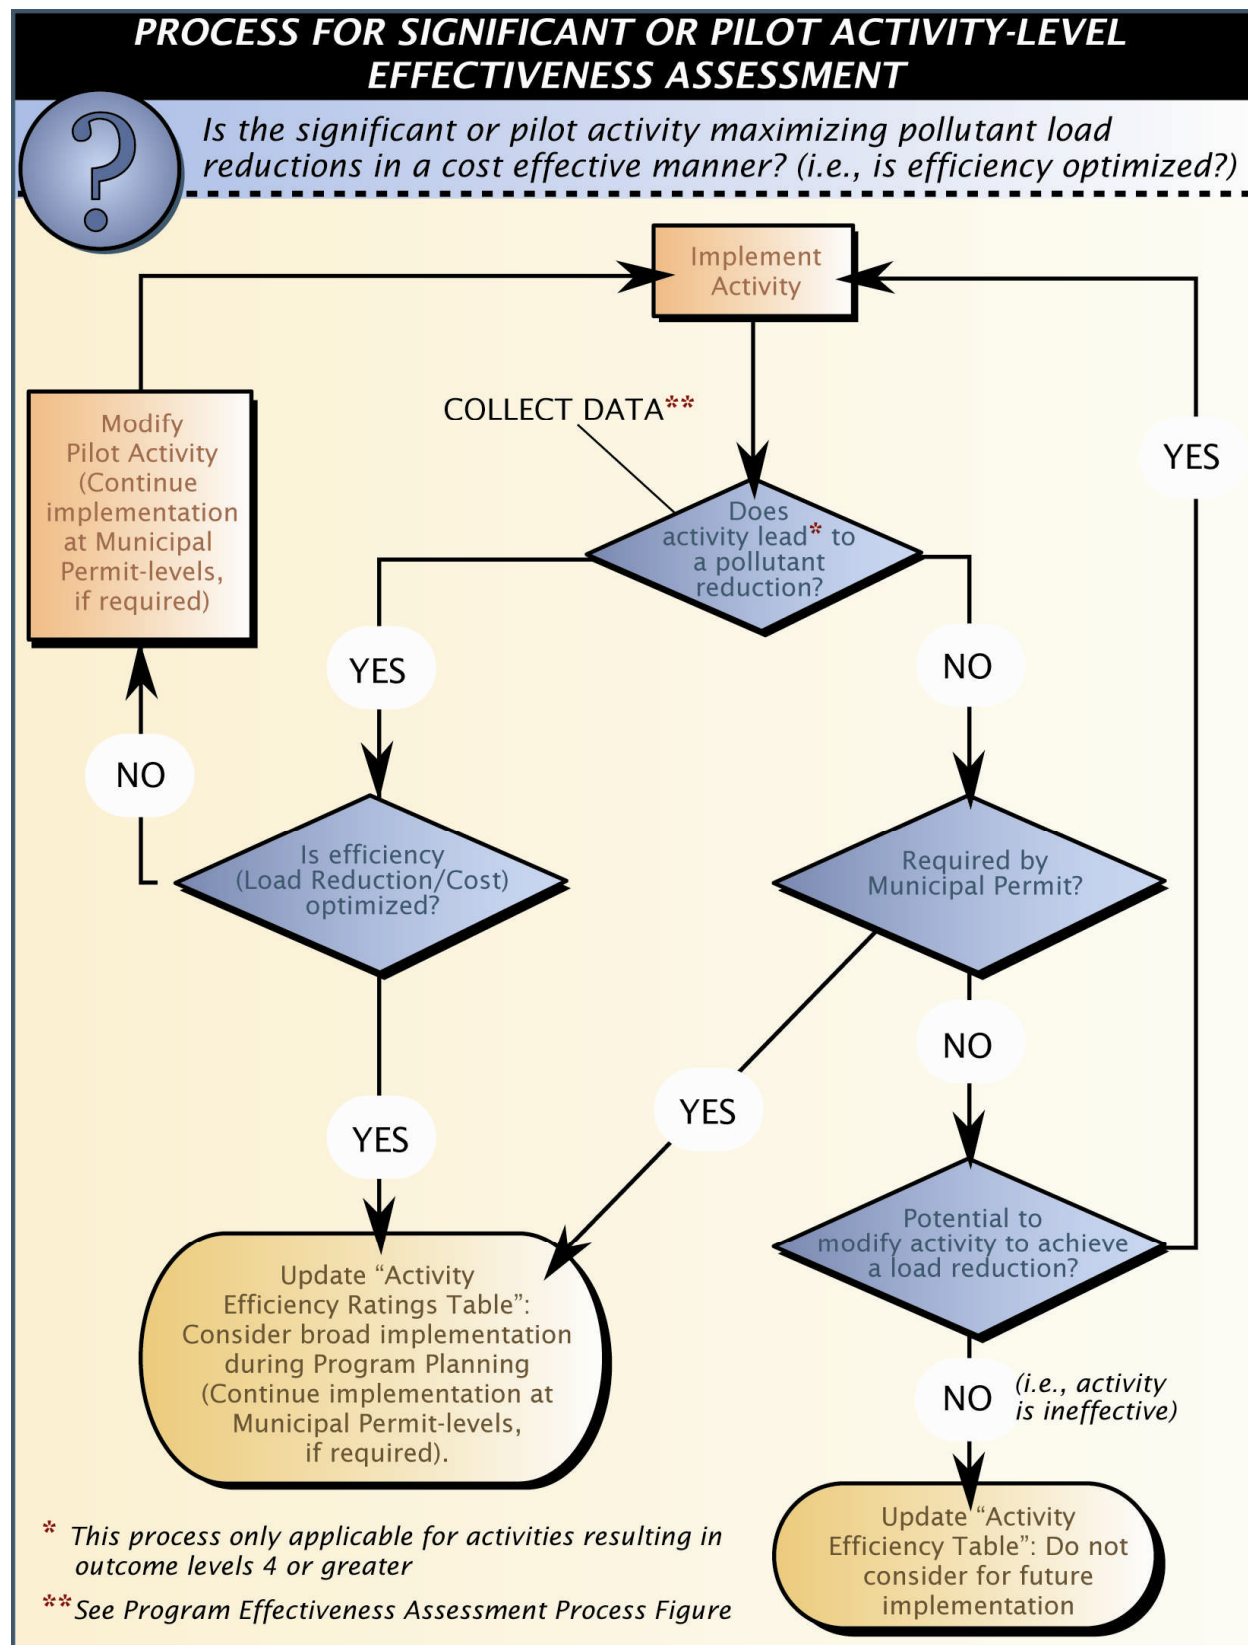 PROCESS FOR SIGNIFICANT OR PILOT ACTIVITY-LEVEL
EFFECTIVENESS ASSESSMENT
?
Is the significant or pilot activity maximizing pollutant load
reductions in a cost effective manner? (i.e., is efficiency optimized?)
Implement
Activity
Modify
Pilot Activity
(Continue
implementation
at Municipal
Permit-levels,
if required)
COLLECT DATA**
YES
Does
activity lead* to
a pollutant
reduction?
YES
NO
NO
Is efficiency
(Load Reduction/Cost)
optimized?
Required by
Municipal Permit?
NO
YES
YES
Potential to
modify activity to achieve
a load reduction?
Update “Activity
Efficiency Ratings Table”:
Consider broad implementation
during Program Planning
(Continue implementation at
Municipal Permit-levels,
if required).
NO
(i.e., activity
is ineffective)
Update “Activity
Efficiency Table”: Do not
consider for future
implementation
* This process only applicable for activities resulting in
outcome levels 4 or greater
**See Program Effectiveness Assessment Process Figure